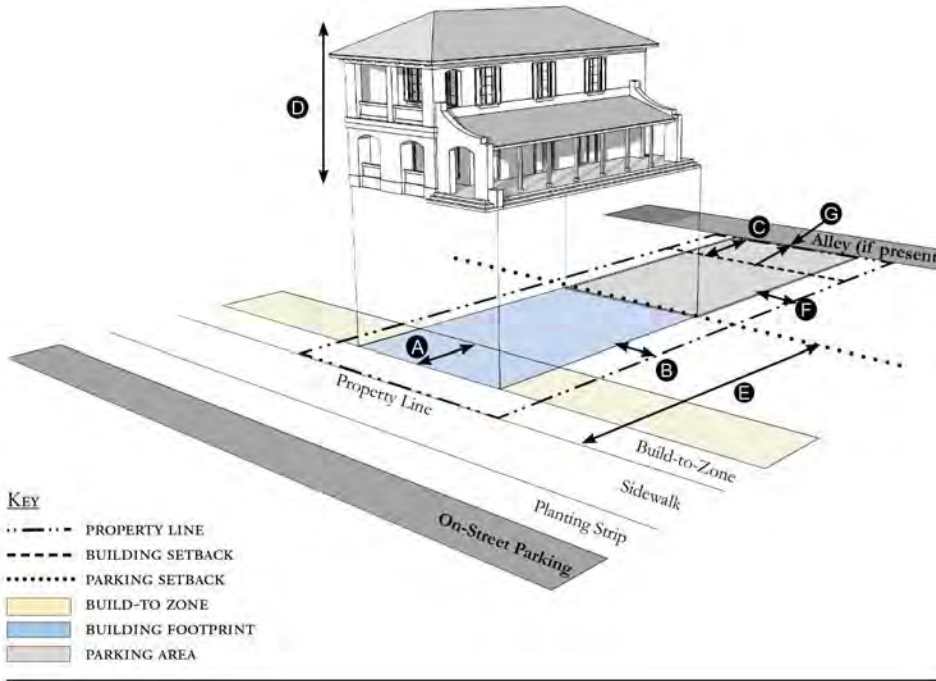 D
G
C
Alley (if present
F
A
B
E
Property Line
Build-to-Zone
Sidewalk
Planting Strip
On-Street Parking
KEY
PROPERTY LINE
BUILDING SETBACK
PARKING SETBACK
BUILD-TO ZONE
BUILDING FOOTPRINT
PARKING AREA